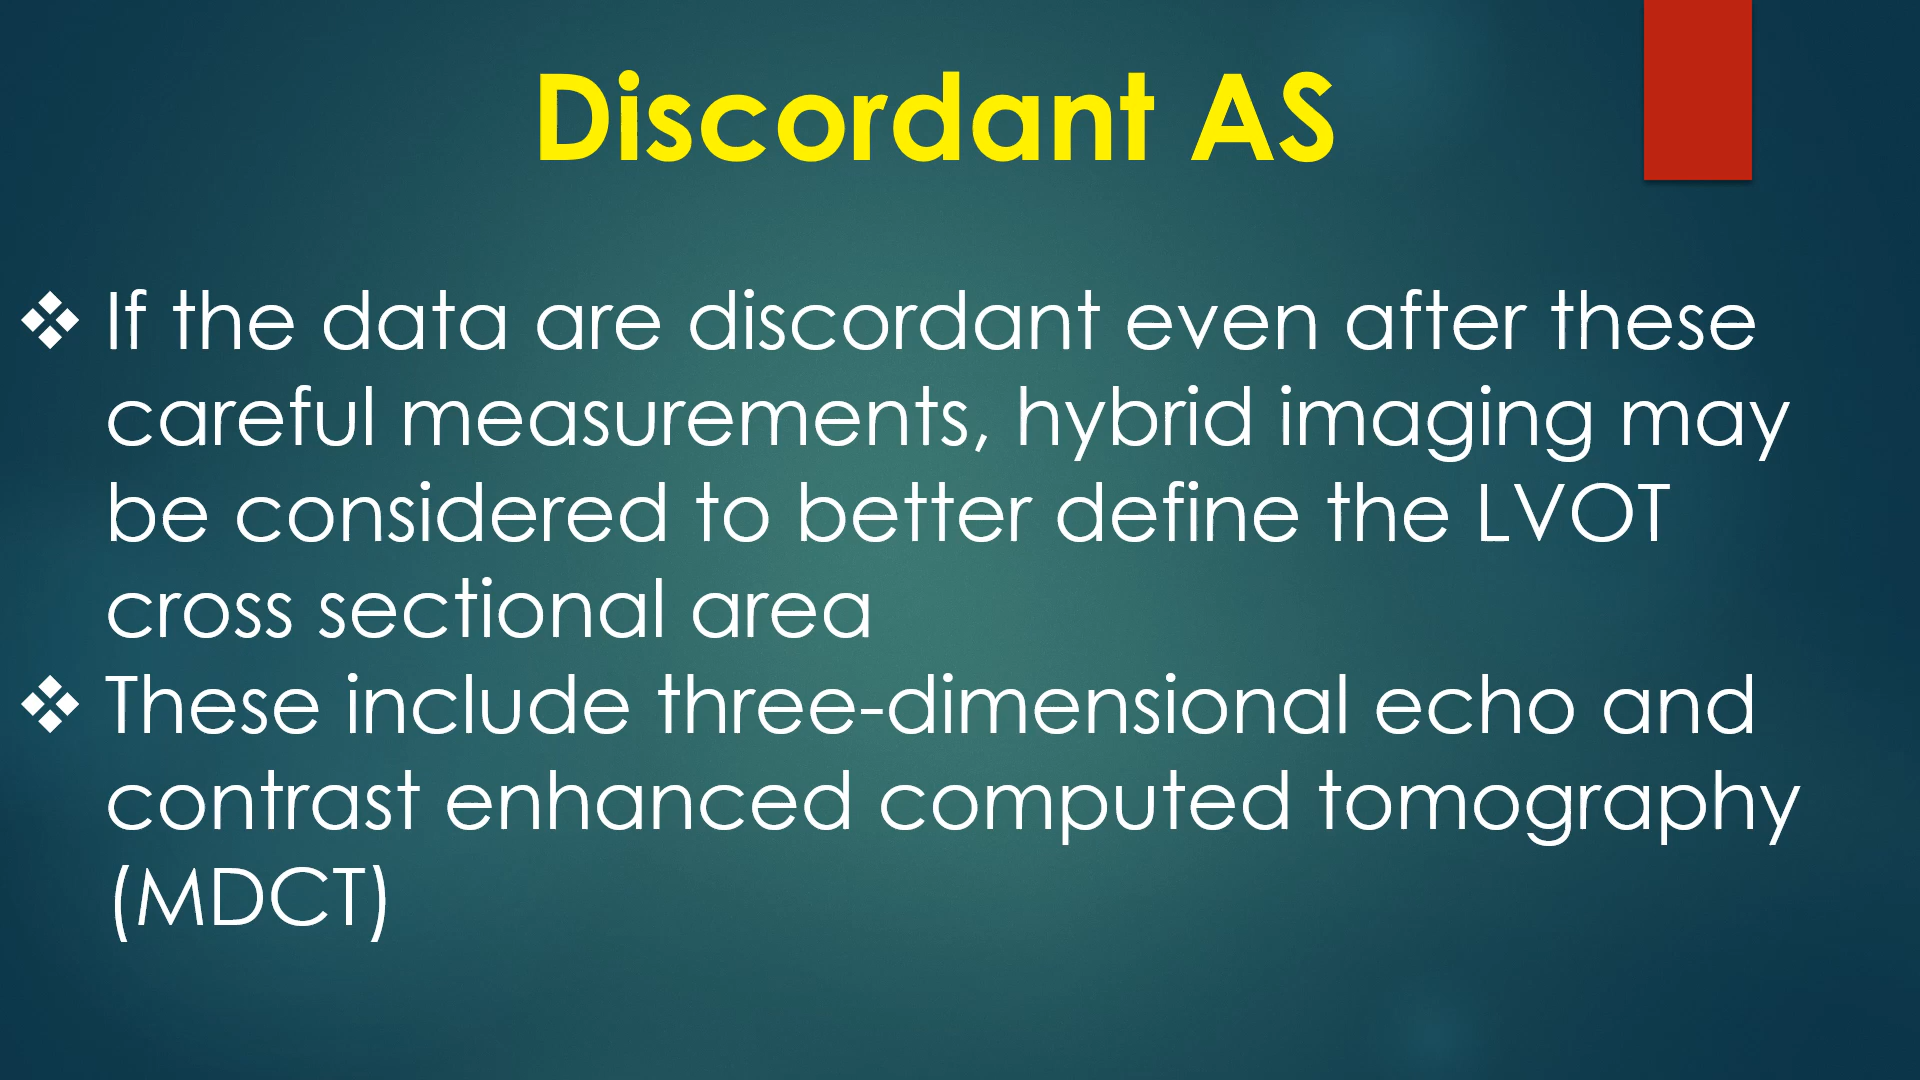 Discordant AS
❖ If the data are discordant even after these
careful measurements, hybrid imaging may
be considered to better define the LVOT
cross sectional area
❖ These include three-dimensional echo and
contrast enhanced computed tomography
(MDCT)